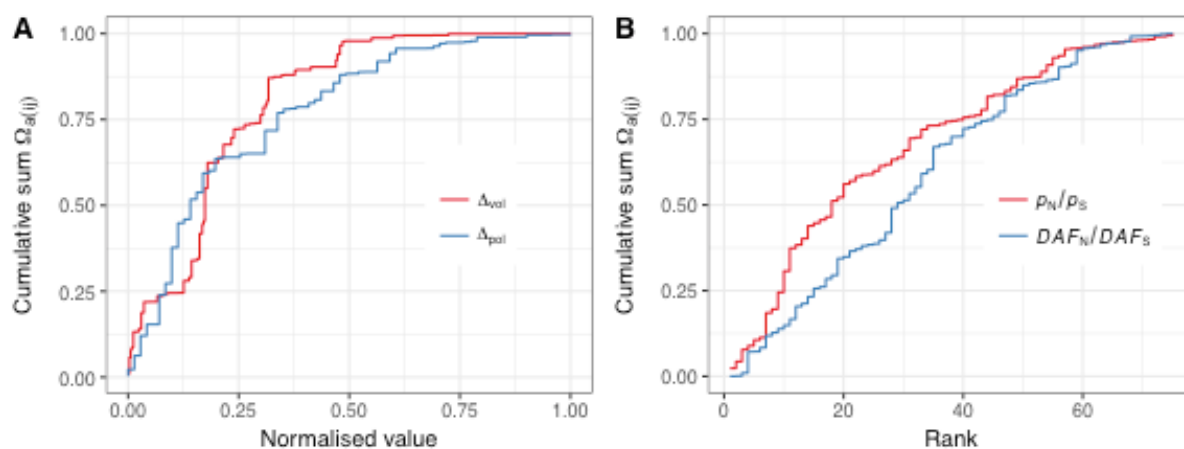 A
Cumulative sum Ωa(ij)
1.00
0.75
0.50
0.25
0.00
Δvol
Δpol
0.00 0.25 0.50 0.75 1.00
Normalised value
B
Cumulative sum Ωa(ij)
1.00
0.75
0.50
0.25
0.00
pN/pS
DAFN/DAFS
0 20 40 60
Rank